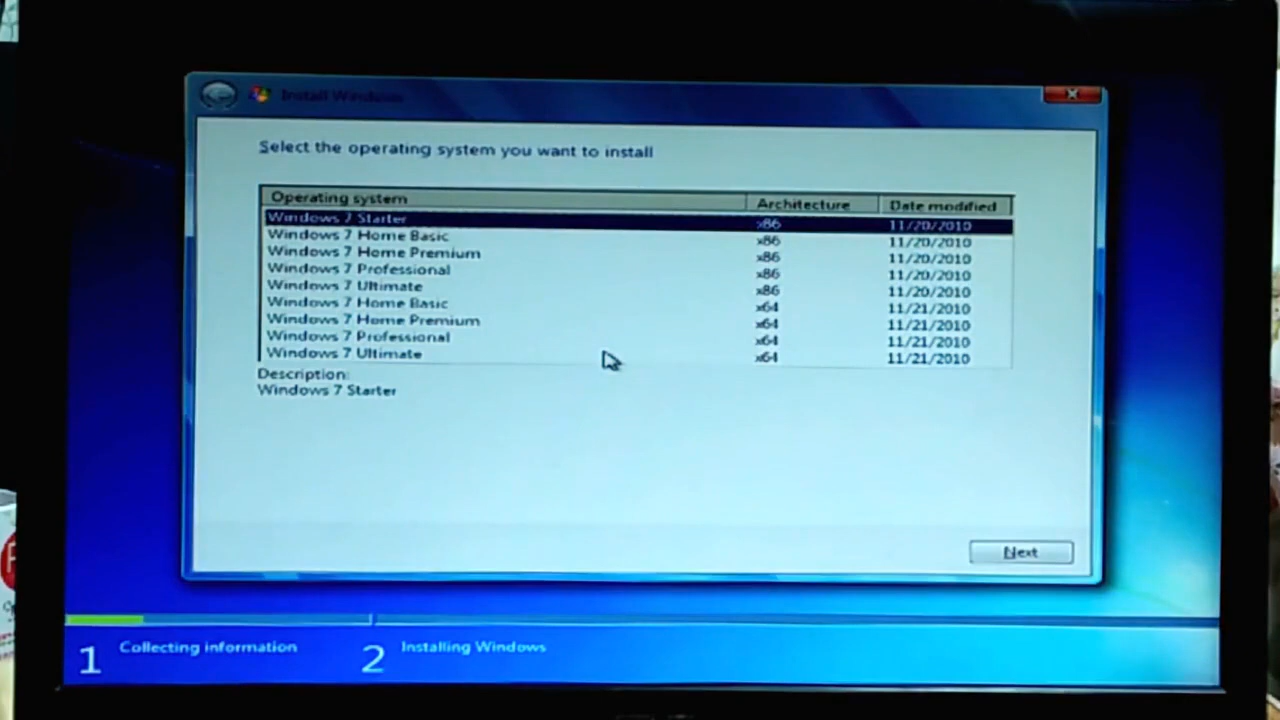 Install Windows
Select the operating system you want to install
Operating system Architecture Date modified
Windows 7 Starter x86 11/20/2010
Windows 7 Home Basic x86 11/20/2010
Windows 7 Home Premium x86 11/20/2010
Windows 7 Professional x86 11/20/2010
Windows 7 Ultimate x86 11/20/2010
Windows 7 Home Basic x64 11/21/2010
Windows 7 Home Premium x64 11/21/2010
Windows 7 Professional x64 11/21/2010
Windows 7 Ultimate x64 11/21/2010
Description:
Windows 7 Starter
Next
1 Collecting information 2 Installing Windows